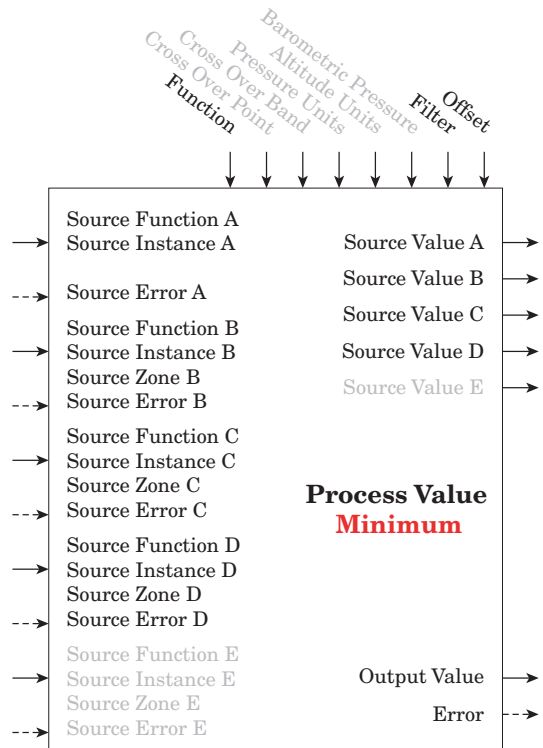 Function
Cross Over Point
Cross Over Band
Pressure Units
Altitude Units
Barometric Pressure
Filter
Offset
Source Function A
Source Instance A
Source Error A
Source Function B
Source Instance B
Source Zone B
Source Error B
Source Function C
Source Instance C
Source Zone C
Source Error C
Source Function D
Source Instance D
Source Zone D
Source Error D
Source Function E
Source Instance E
Source Zone E
Source Error E
Source Value A
Source Value B
Source Value C
Source Value D
Source Value E
Process Value
Minimum
Output Value
Error